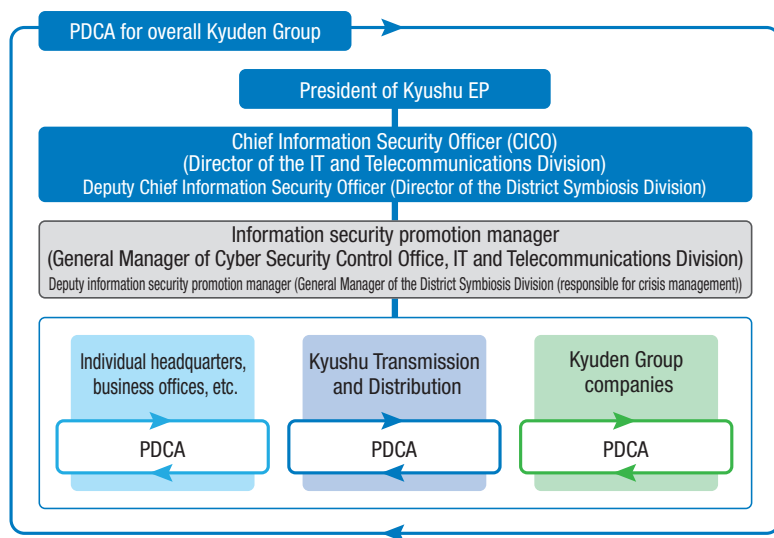 PDCA for overall Kyuden Group
President of Kyushu EP
Chief Information Security Officer (CICO)
(Director of the IT and Telecommunications Division)
Deputy Chief Information Security Officer (Director of the District Symbiosis Division)
Information security promotion manager
(General Manager of Cyber Security Control Office, IT and Telecommunications Division)
Deputy information security promotion manager (General Manager of the District Symbiosis Division (responsible for crisis management))
Individual headquarters,
business offices, etc.
PDCA
Kyushu Transmission
and Distribution
PDCA
Kyuden Group
companies
PDCA